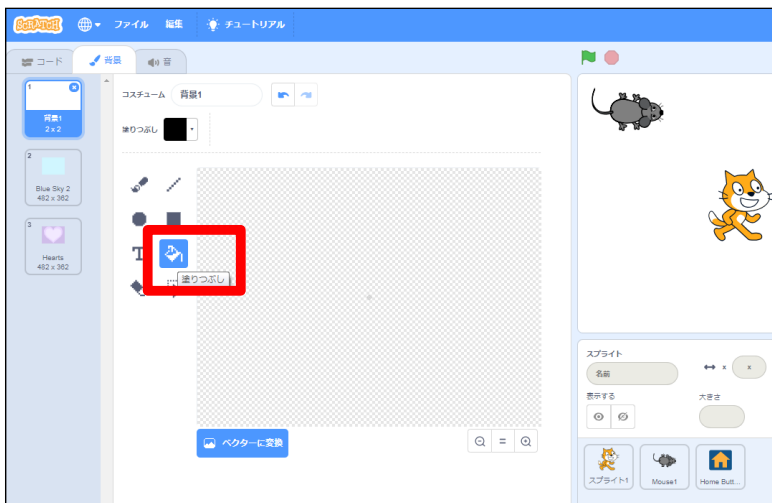 SCRATCH
ファイル 編集 チュートリアル
コード 背景 音
1
背景1
2 x 2
2
Blue Sky 2
482 x 362
3
Hearts
482 x 362
コスチューム 背景1
塗りつぶし
T
塗りつぶし
ベクターに変換
=
スプライト
名前
x x
表示する 大きさ
スプライト1 Mouse1 Home Butt...